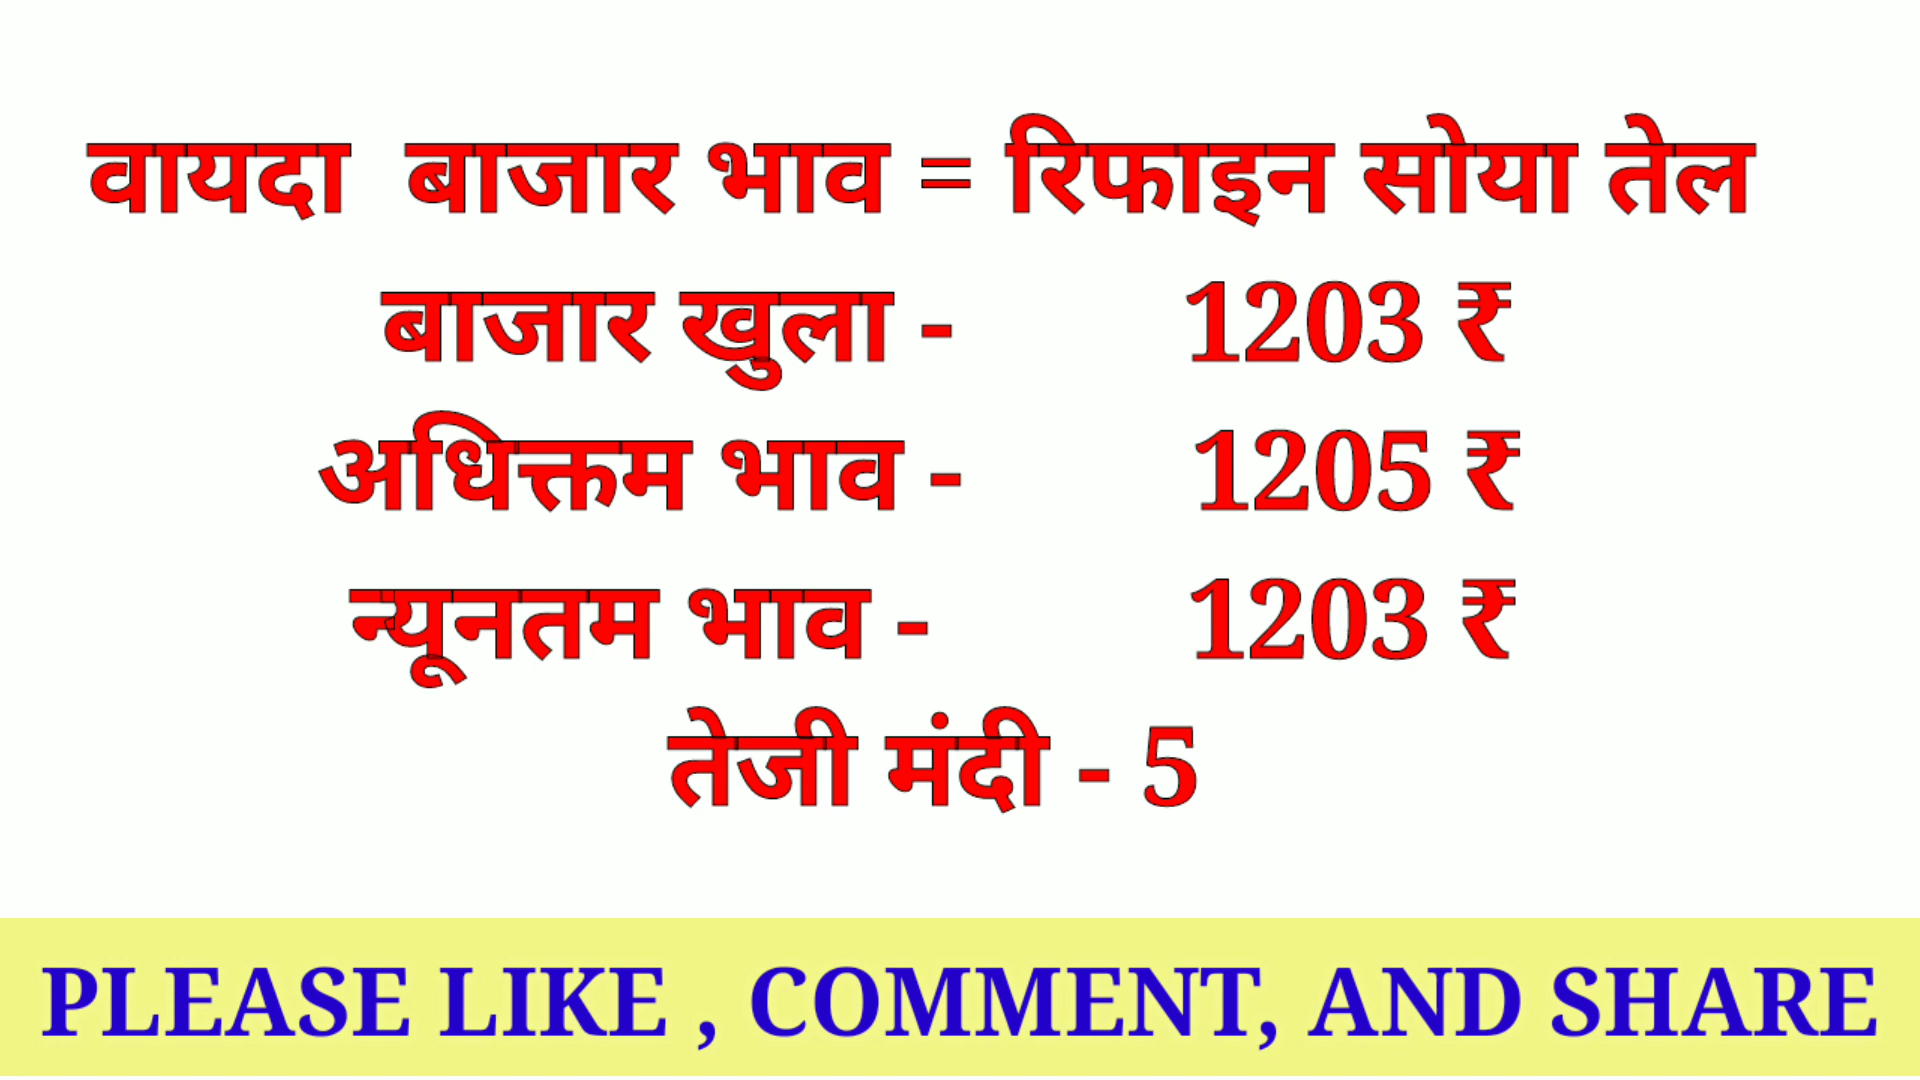 वायदा बाजार भाव = रिफाइन सोया तेल
बाजार खुला - 1203 ₹
अधिक्तम भाव - 1205 ₹
न्यूनतम भाव - 1203 ₹
तेजी मंदी - 5
PLEASE LIKE , COMMENT, AND SHARE